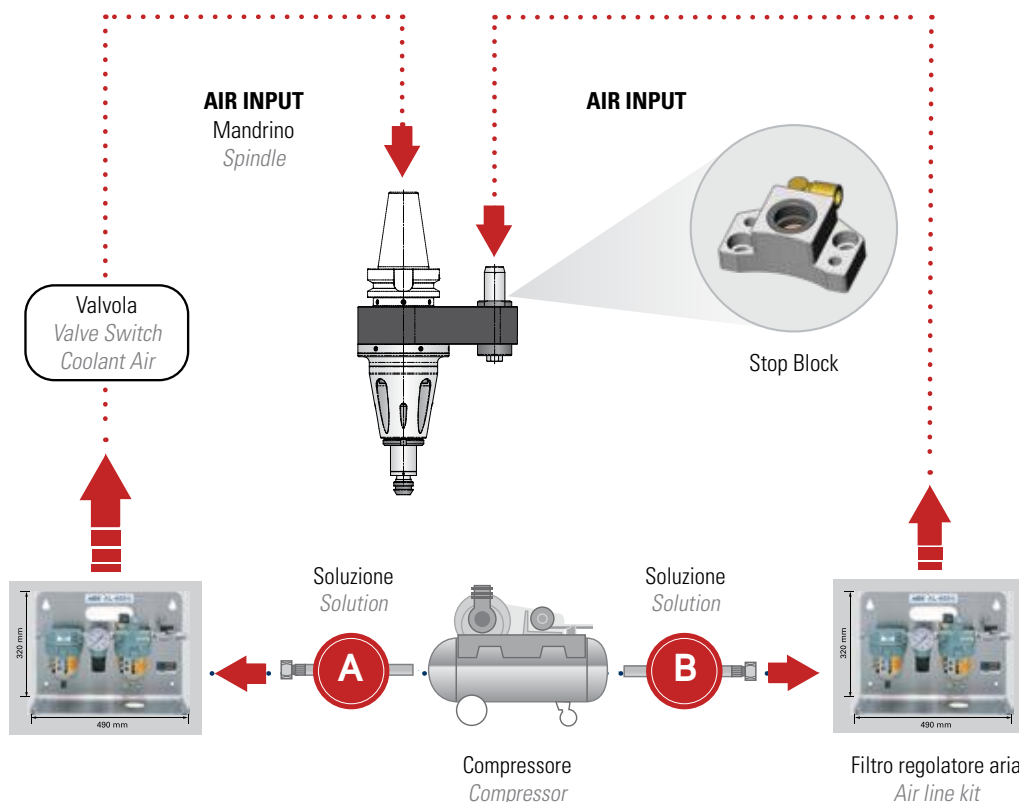 AIR INPUT
Mandrino
Spindle
AIR INPUT
Valvola
Valve Switch
Coolant Air
Stop Block
Soluzione
Solution
A
Soluzione
Solution
B
320 mm
490 mm
320 mm
490 mm
Compressore
Compressor
Filtro regolatore aria
Air line kit